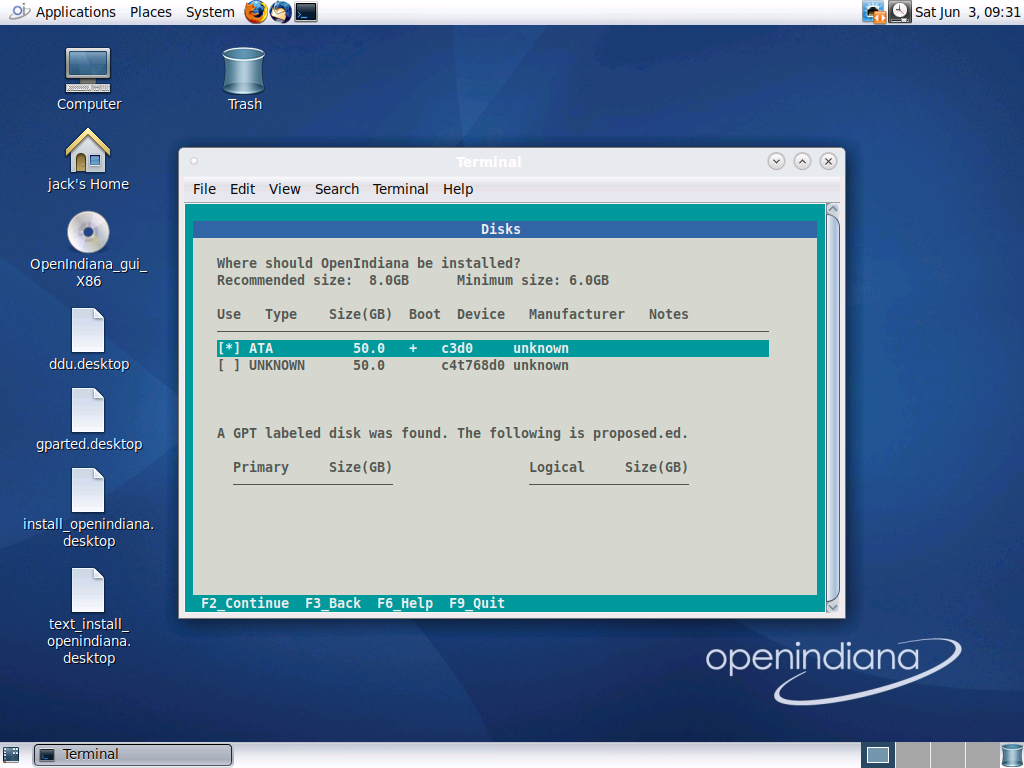 Applications Places System
Sat Jun 3, 09:31
Computer
Trash
jack's Home
OpenIndiana_gui_
X86
ddu.desktop
gparted.desktop
install_openindiana.
desktop
text_install_
openindiana.
desktop
Terminal
File Edit View Search Terminal Help
Disks
Where should OpenIndiana be installed?
Recommended size: 8.0GB Minimum size: 6.0GB
Use Type Size(GB) Boot Device Manufacturer Notes
[*] ATA 50.0 + c3d0 unknown
[ ] UNKNOWN 50.0 c4t768d0 unknown
A GPT labeled disk was found. The following is proposed.ed.
Primary Size(GB) Logical Size(GB)
F2_Continue F3_Back F6_Help F9_Quit
openindiana
Terminal